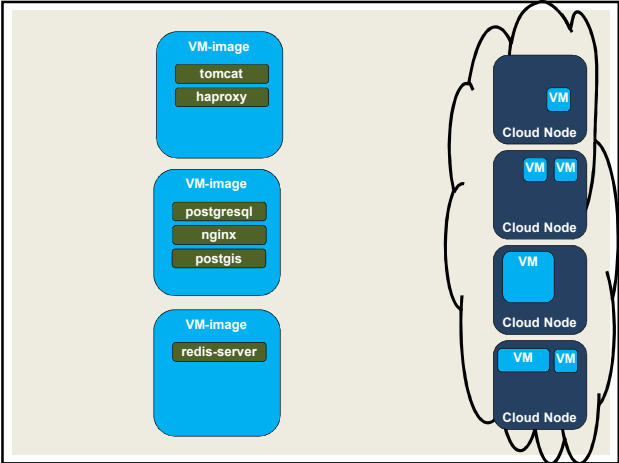 VM-image
tomcat
haproxy
VM-image
postgresql
nginx
postgis
VM-image
redis-server
VM
Cloud Node
VM VM
Cloud Node
VM
Cloud Node
VM VM
Cloud Node